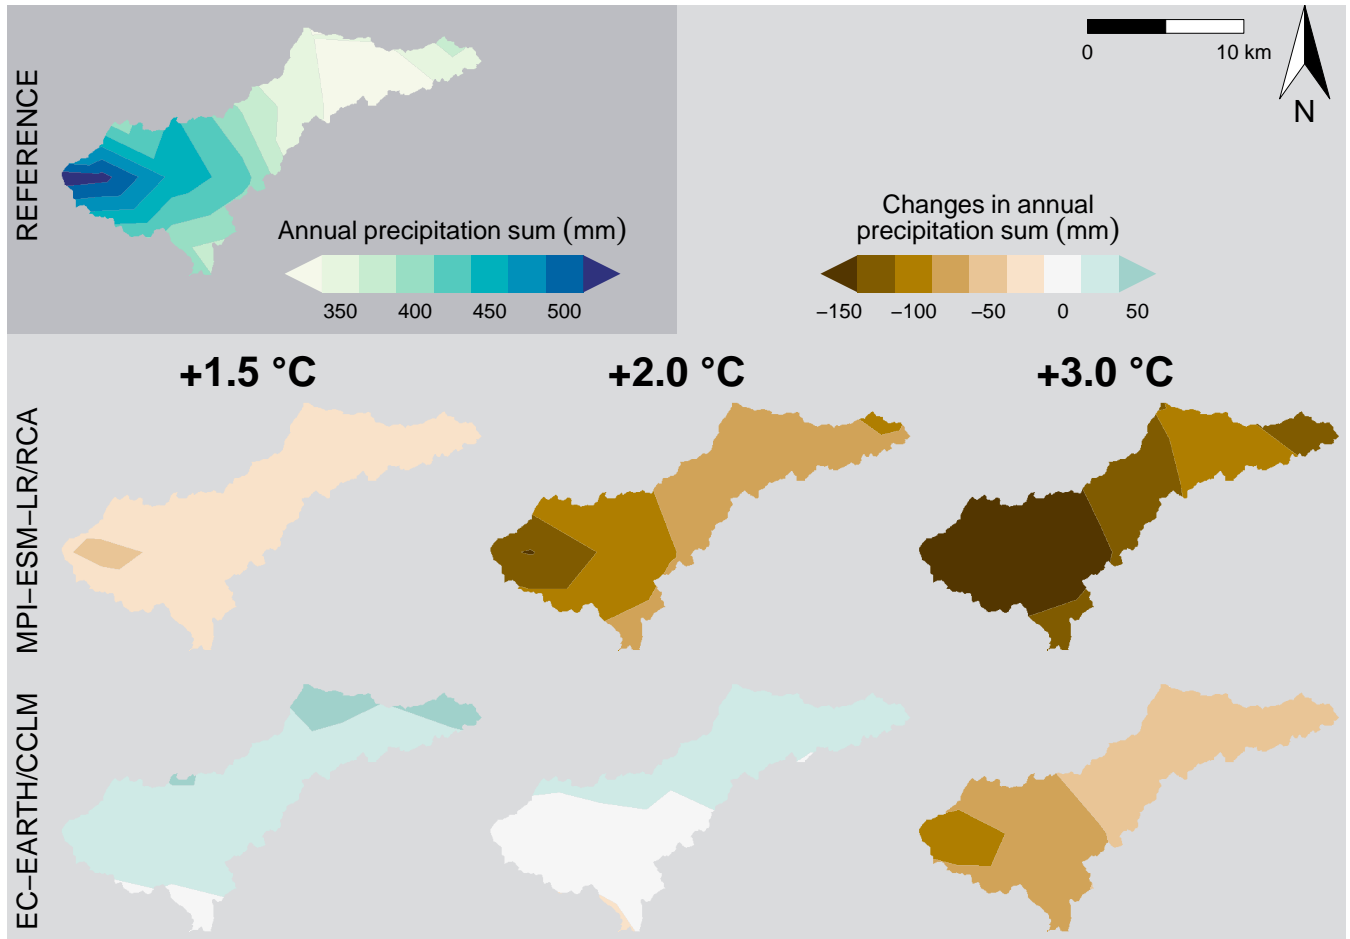 REFERENCE
0 10 km
N
Annual precipitation sum (mm)
350 400 450 500
Changes in annual
precipitation sum (mm)
−150 −100 −50 0 50
+1.5 °C +2.0 °C +3.0 °C
MPI−ESM−LR/RCA
EC−EARTH/CCLM